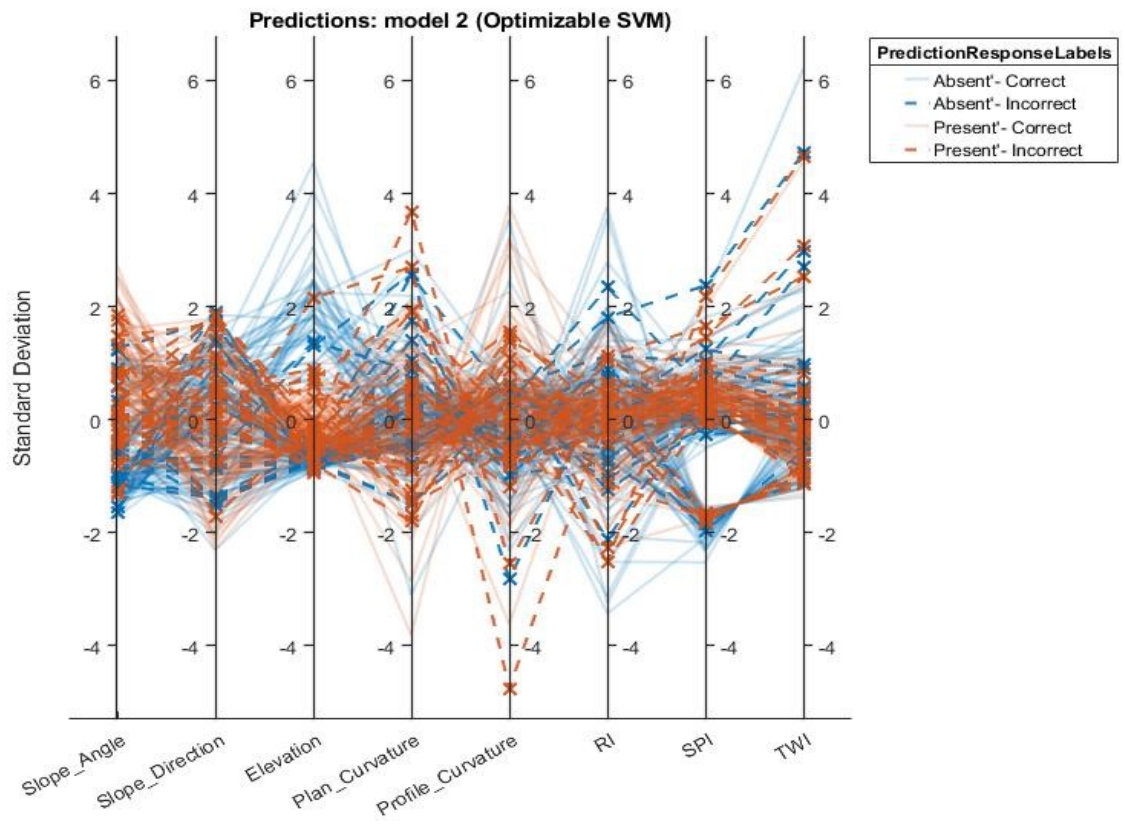 Predictions: model 2 (Optimizable SVM)
PredictionResponseLabels
Absent'- Correct
Absent'- Incorrect
Present'- Correct
Present'- Incorrect
Standard Deviation
6 6 6 6 6 6 6 6
4 4 4 4 4 4 4
2 2 2 2 2 2 2 2
0 0 0 0 0 0 0 0
-2 -2 -2 -2 -2 -2 -2 -2
-4 -4 -4 -4 -4 -4 -4 -4
Slope_Angle
Slope_Direction
Elevation
Plan_Curvature
Profile_Curvature
RI
SPI
TWI